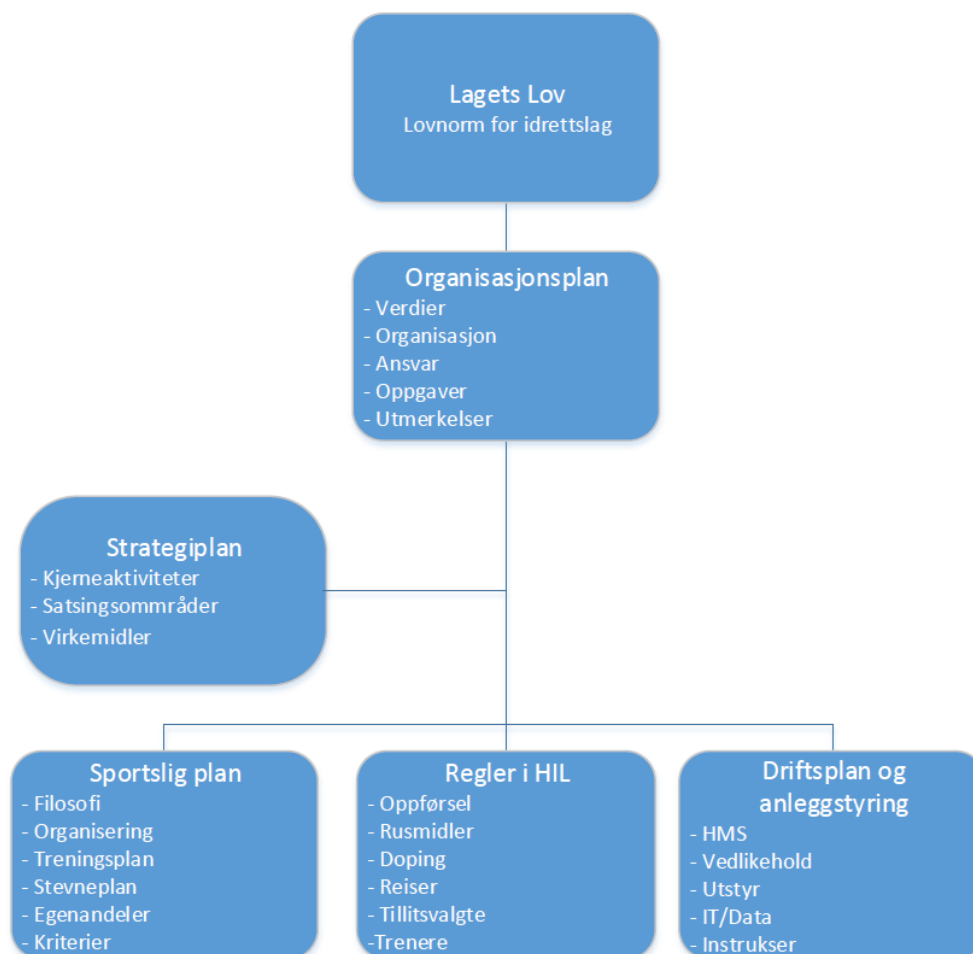 Lagets Lov
Lovnorm for idrettslag
Organisasjonsplan
- Verdier
- Organisasjon
- Ansvar
- Oppgaver
- Utmerkelser
Strategiplan
- Kjerneaktiviteter
- Satsingsommråder
- Virkemidler
Sportslig plan
- Filosofi
- Organisering
- Treningsplan
- Stevneplan
- Egenandeler
- Kriterier
Regler i HIL
- Oppførsel
- Rusmidler
- Doping
- Reiser
- Tillitsvalgte
-Trenere
Driftsplan og
anleggstyring
- HMS
- Vedlikehold
- Utstyr
- IT/Data
- Instrukser